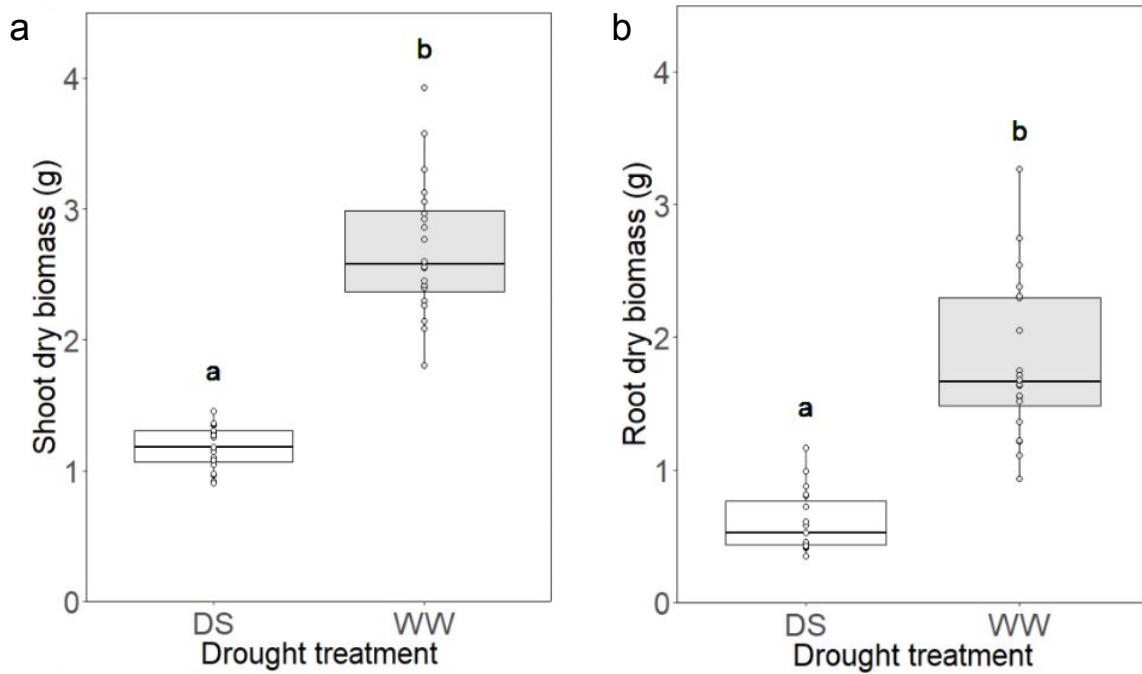 a
Shoot dry biomass (g)
4
3
2
1
0
a
b
DS
WW
Drought treatment
b
Root dry biomass (g)
4
3
2
1
0
a
b
DS
WW
Drought treatment